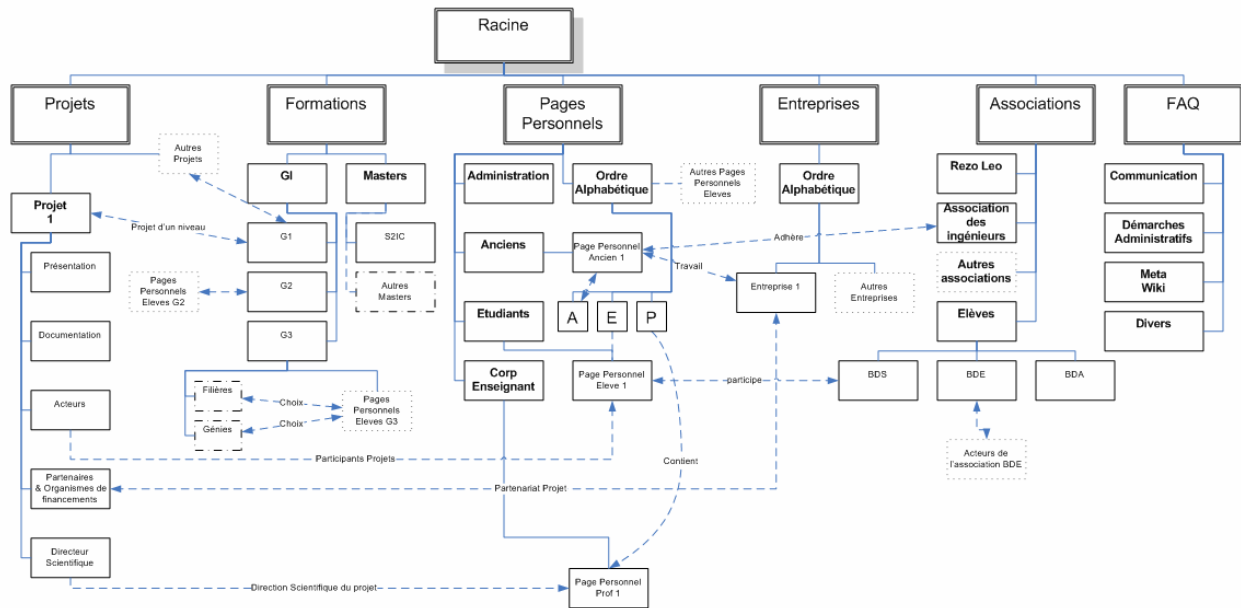 Racine
Projets
Formations
Pages
Personnels
Entreprises
Associations
FAQ
Autres
Projets
Projet
1
Projet d'un niveau
Présentation
Documentation
Acteurs
Partenaires
& Organismes de
financements
Directeur
Scientifique
GI
Masters
G1
S2IC
Pages
Personnels
Eleves G2
G2
Autres
Masters
G3
Filières
Génies
Choix
Choix
Pages
Personnels
Eleves G3
Participants Projets
Partenariat Projet
Direction Scientifique du projet
Administration
Ordre
Alphabétique
Autres Pages
Personnels
Eleves
Anciens
Page Personnel
Ancien 1
Adhère
Travail
A
E
P
Etudiants
Corp
Enseignant
Page Personnel
Eleve 1
participe
Contient
Page Personnel
Prof 1
Ordre
Alphabétique
Entreprise 1
Autres
Entreprises
Rezo Leo
Association
des
ingénieurs
Autres
associations
Elèves
BDS
BDE
BDA
Acteurs de
l'association BDE
Communication
Démarches
Administratifs
Meta
Wiki
Divers